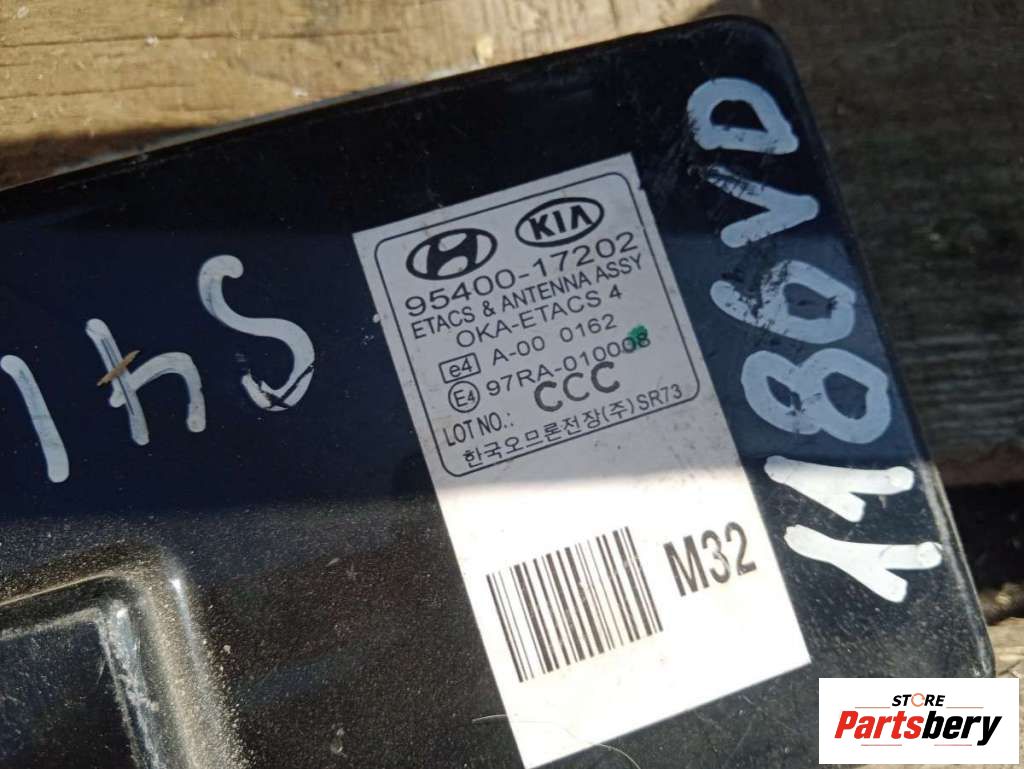 KIA
95400-17202
ETACS & ANTENNA ASSY
OKA-ETACS 4
e4 A-00 0162
E4 97RA-010008
LOT NO.: CCC
한국오므론전장(주) SR73
M32
1186VD
STORE
Partsbery